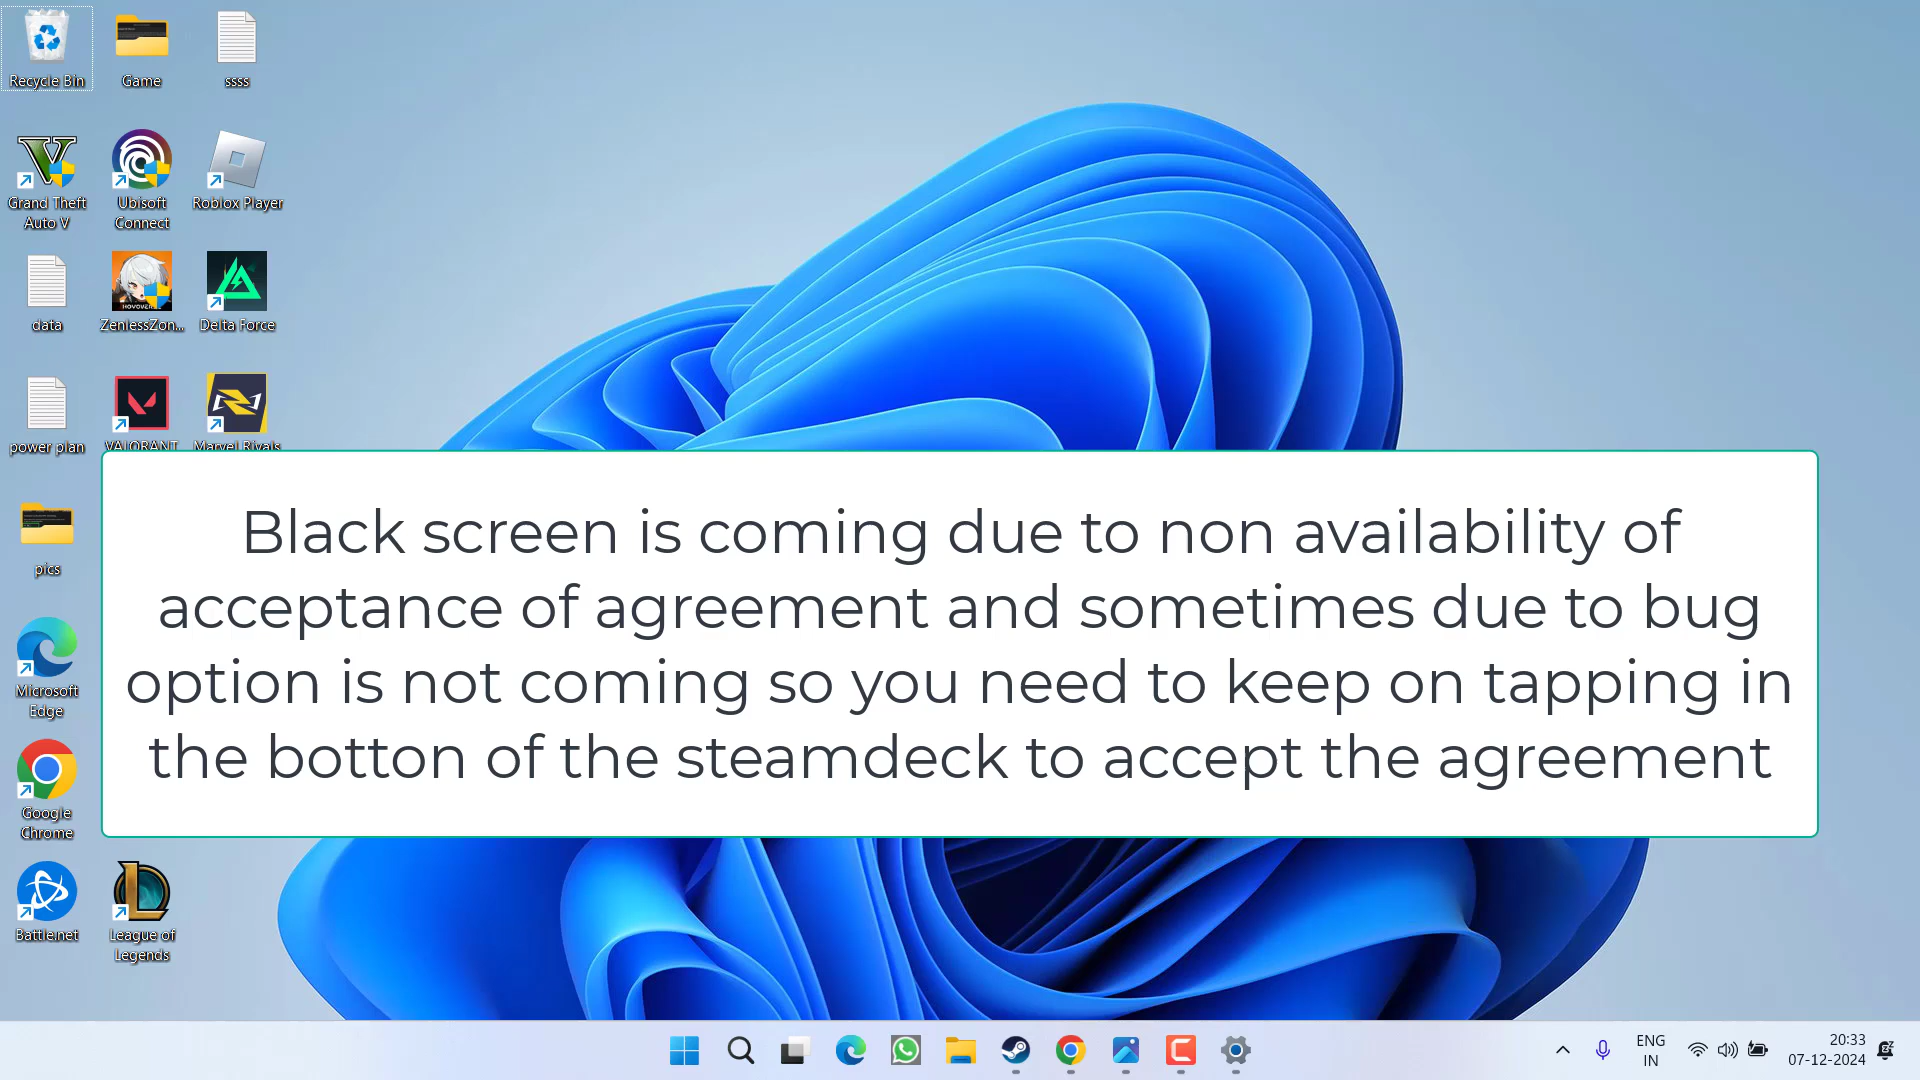 Recycle Bin
Game
ssss
Grand Theft
Auto V
Ubisoft
Connect
Roblox Player
data
ZenlessZon...
Delta Force
power plan
VALORANT
Marvel Rivals
Black screen is coming due to non availability of
acceptance of agreement and sometimes due to bug
option is not coming so you need to keep on tapping in
the botton of the steamdeck to accept the agreement
pics
Microsoft
Edge
Google
Chrome
Battle.net
League of
Legends
ENG
IN
20:33
07-12-2024